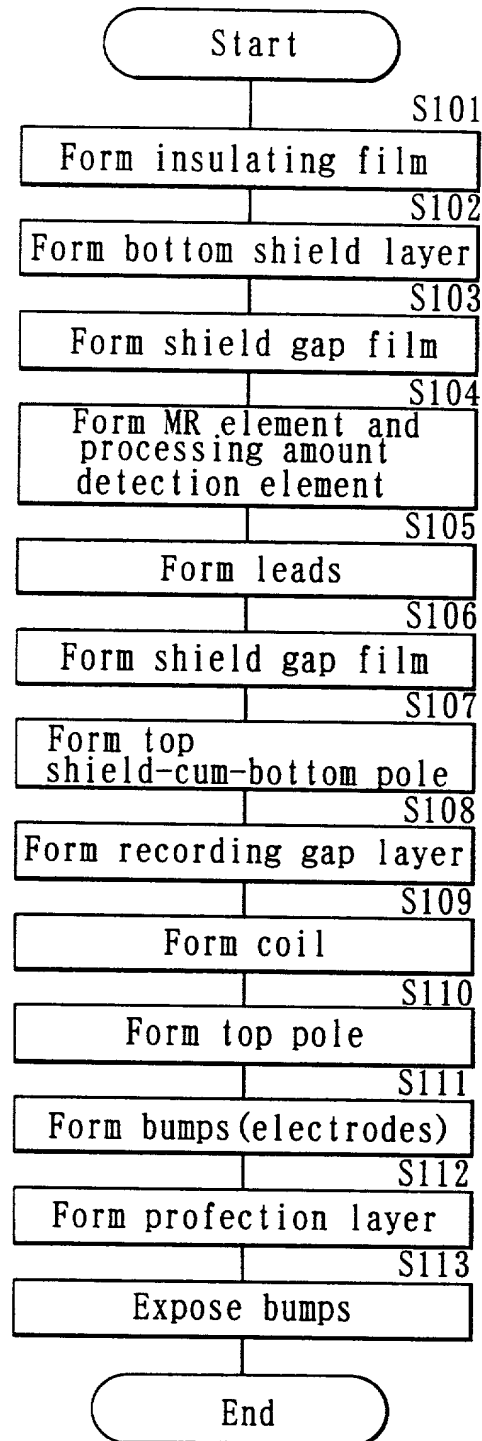 Start
S101
Form insulating film
S102
Form bottom shield layer
S103
Form shield gap film
S104
Form MR element and
processing amount
detection element
S105
Form leads
S106
Form shield gap film
S107
Form top
shield-cum-bottom pole
S108
Form recording gap layer
S109
Form coil
S110
Form top pole
S111
Form bumps(electrodes)
S112
Form profection layer
S113
Expose bumps
End